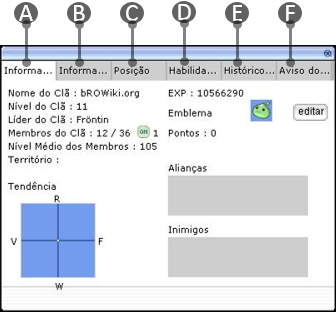 A B C D E F
Informa... Informa... Posição Habilida... Histórico... Aviso do...
Nome do Clã : bROWiki.org
Nível do Clã : 11
Líder do Clã : Fröntin
Membros do Clã : 12 / 36 on 1
Nível Médio dos Membros : 105
Território :
Tendência
R
V F
W
EXP : 10566290
Emblema editar
Pontos : 0
Alianças
Inimigos